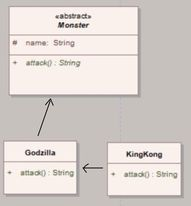 «abstract»
Monster
# name: String
+ attack() : String
Godzilla
+ attack() : String
KingKong
+ attack() : String